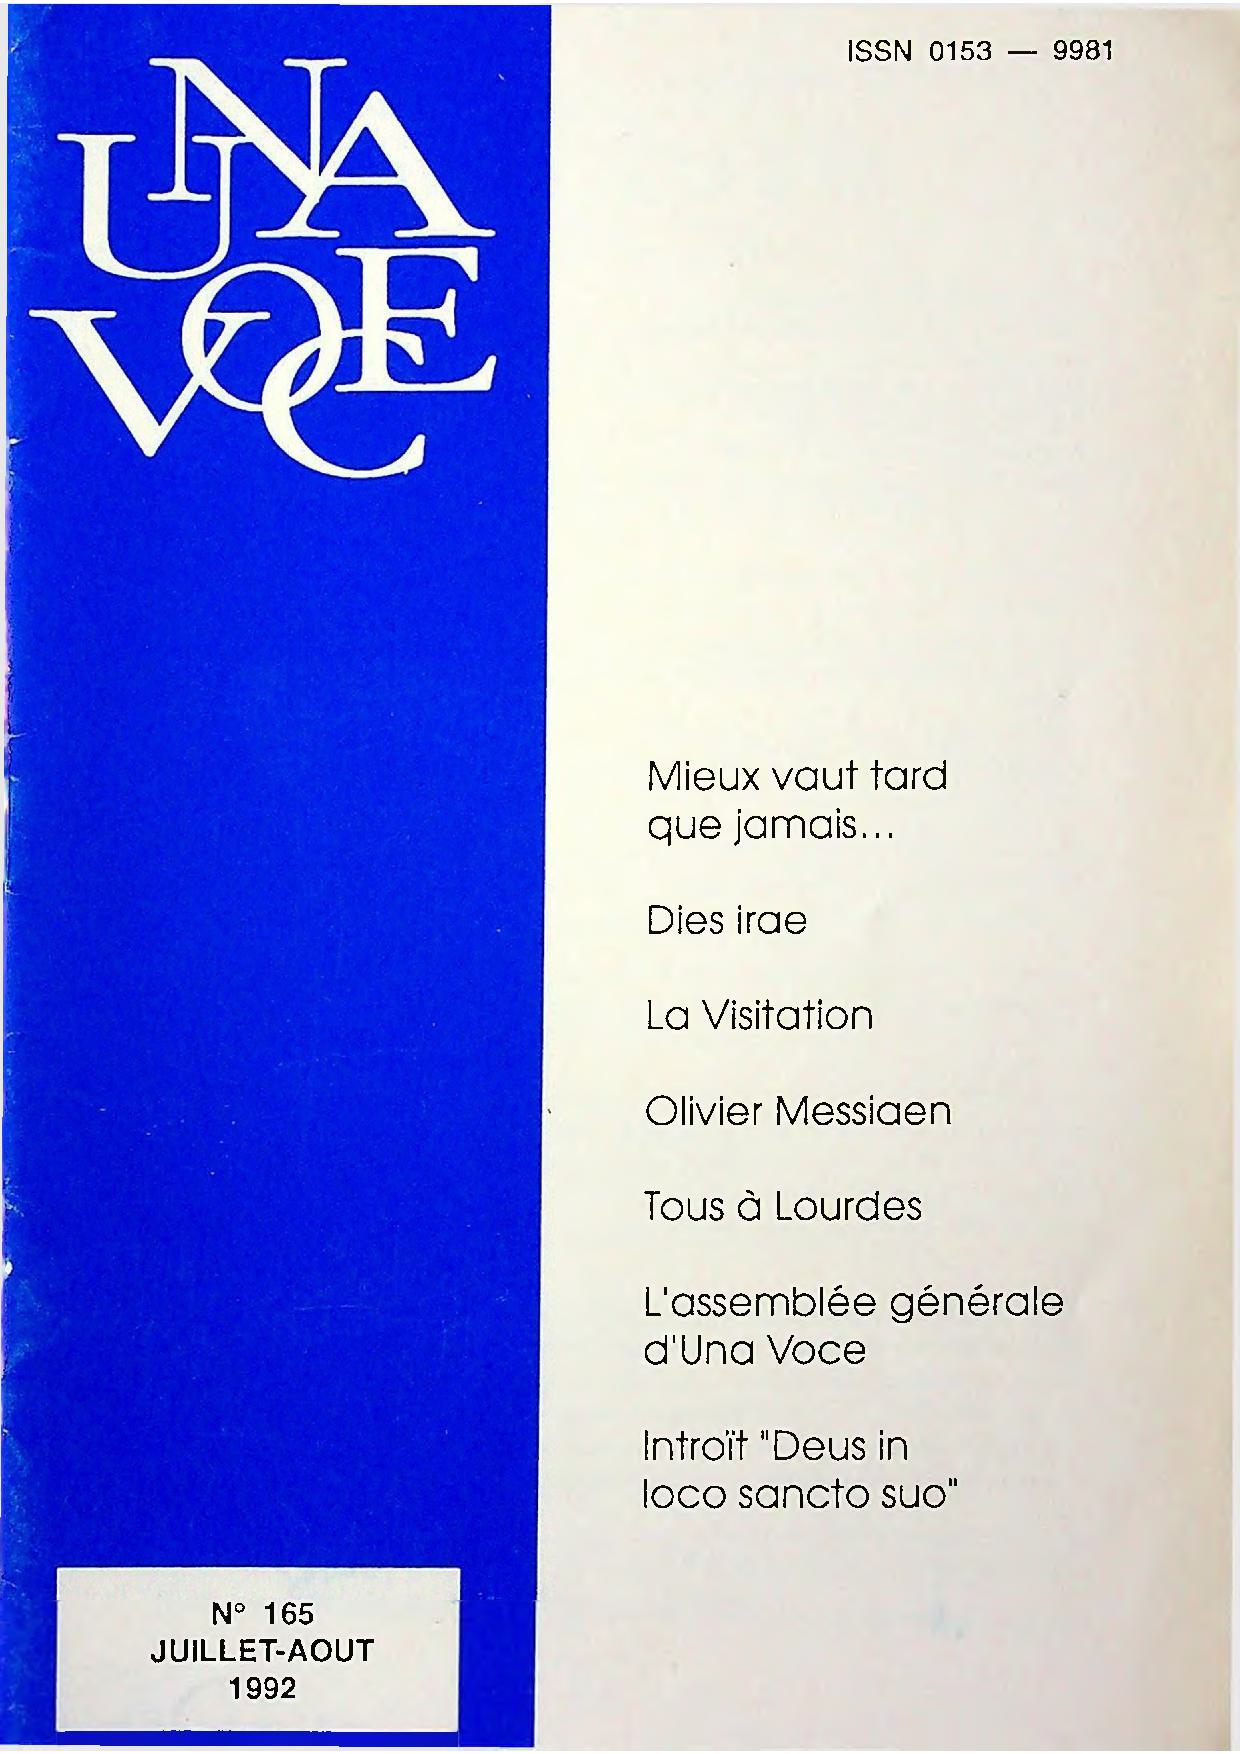 ISSN 0153 — 9981
UNA
VOCE
Mieux vaut tard
que jamais...
Dies irae
La Visitation
Olivier Messiaen
Tous à Lourdes
L'assemblée générale
d'Una Voce
Introït "Deus in
loco sancto suo"
N° 165
JUILLET-AOUT
1992